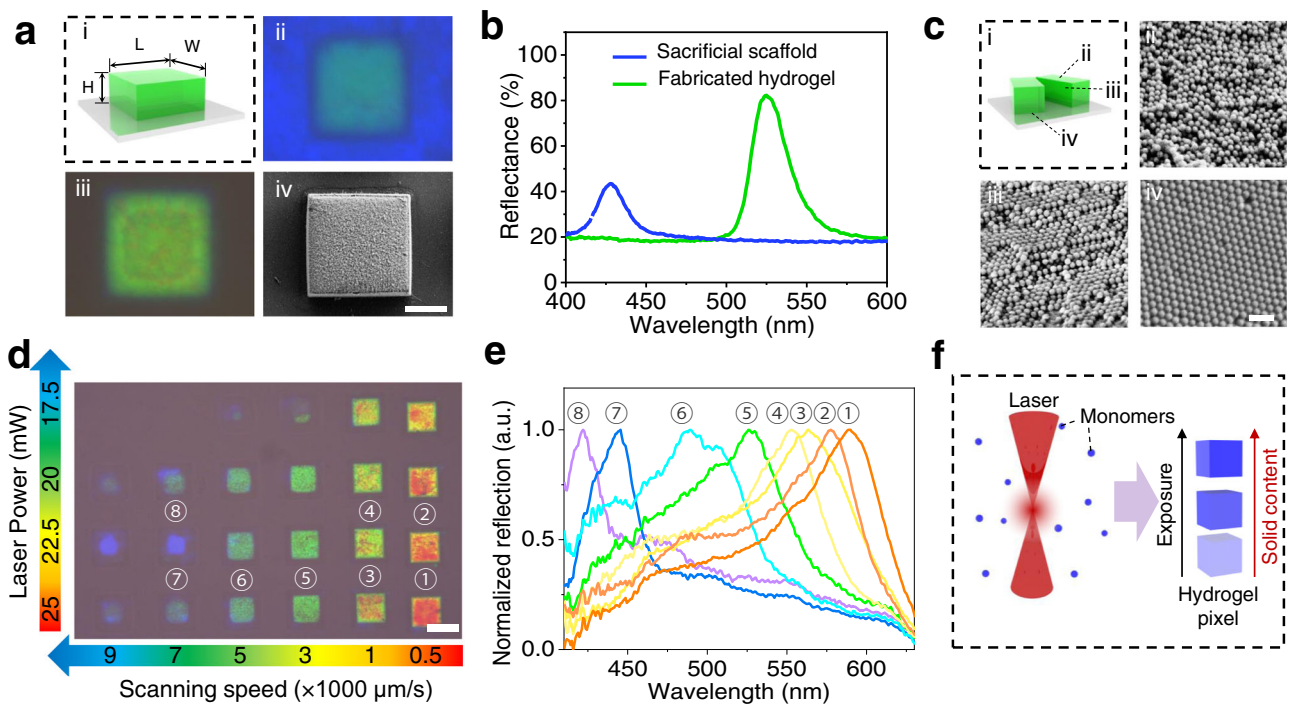 a
i
L
W
H
ii
iii
iv
b
Reflectance (%)
100
80
60
40
20
0
Sacrificial scaffold
Fabricated hydrogel
400
450
500
550
600
Wavelength (nm)
c
i
ii
iii
iv
ii
iii
iv
d
Laser Power (mW)
17.5
20
22.5
25
⑧
④
②
⑦
⑥
⑤
③
①
9
7
5
3
1
0.5
Scanning speed (×1000 µm/s)
e
Normalized reflection (a.u.)
1.0
0.5
0.0
⑧ ⑦ ⑥ ⑤ ④ ③ ② ①
450
500
550
600
Wavelength (nm)
f
Laser
Monomers
Exposure
Solid content
Hydrogel
pixel